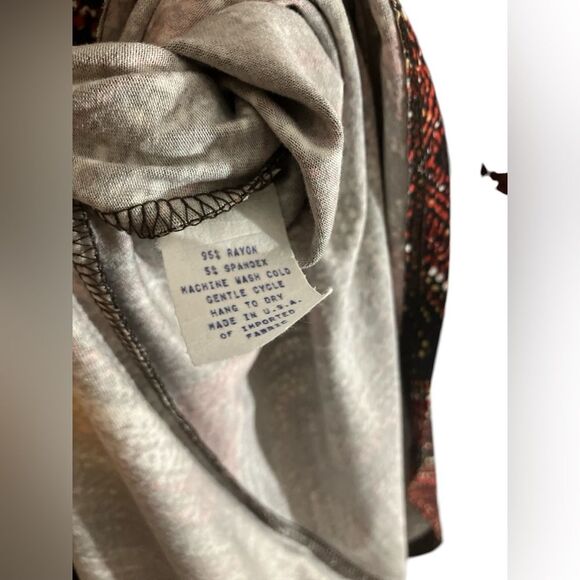 95% RAYON
5% SPANDEX
MACHINE WASH COLD
GENTLE CYCLE
HANG TO DRY
MADE IN U.S.A.
OF IMPORTED
FABRIC